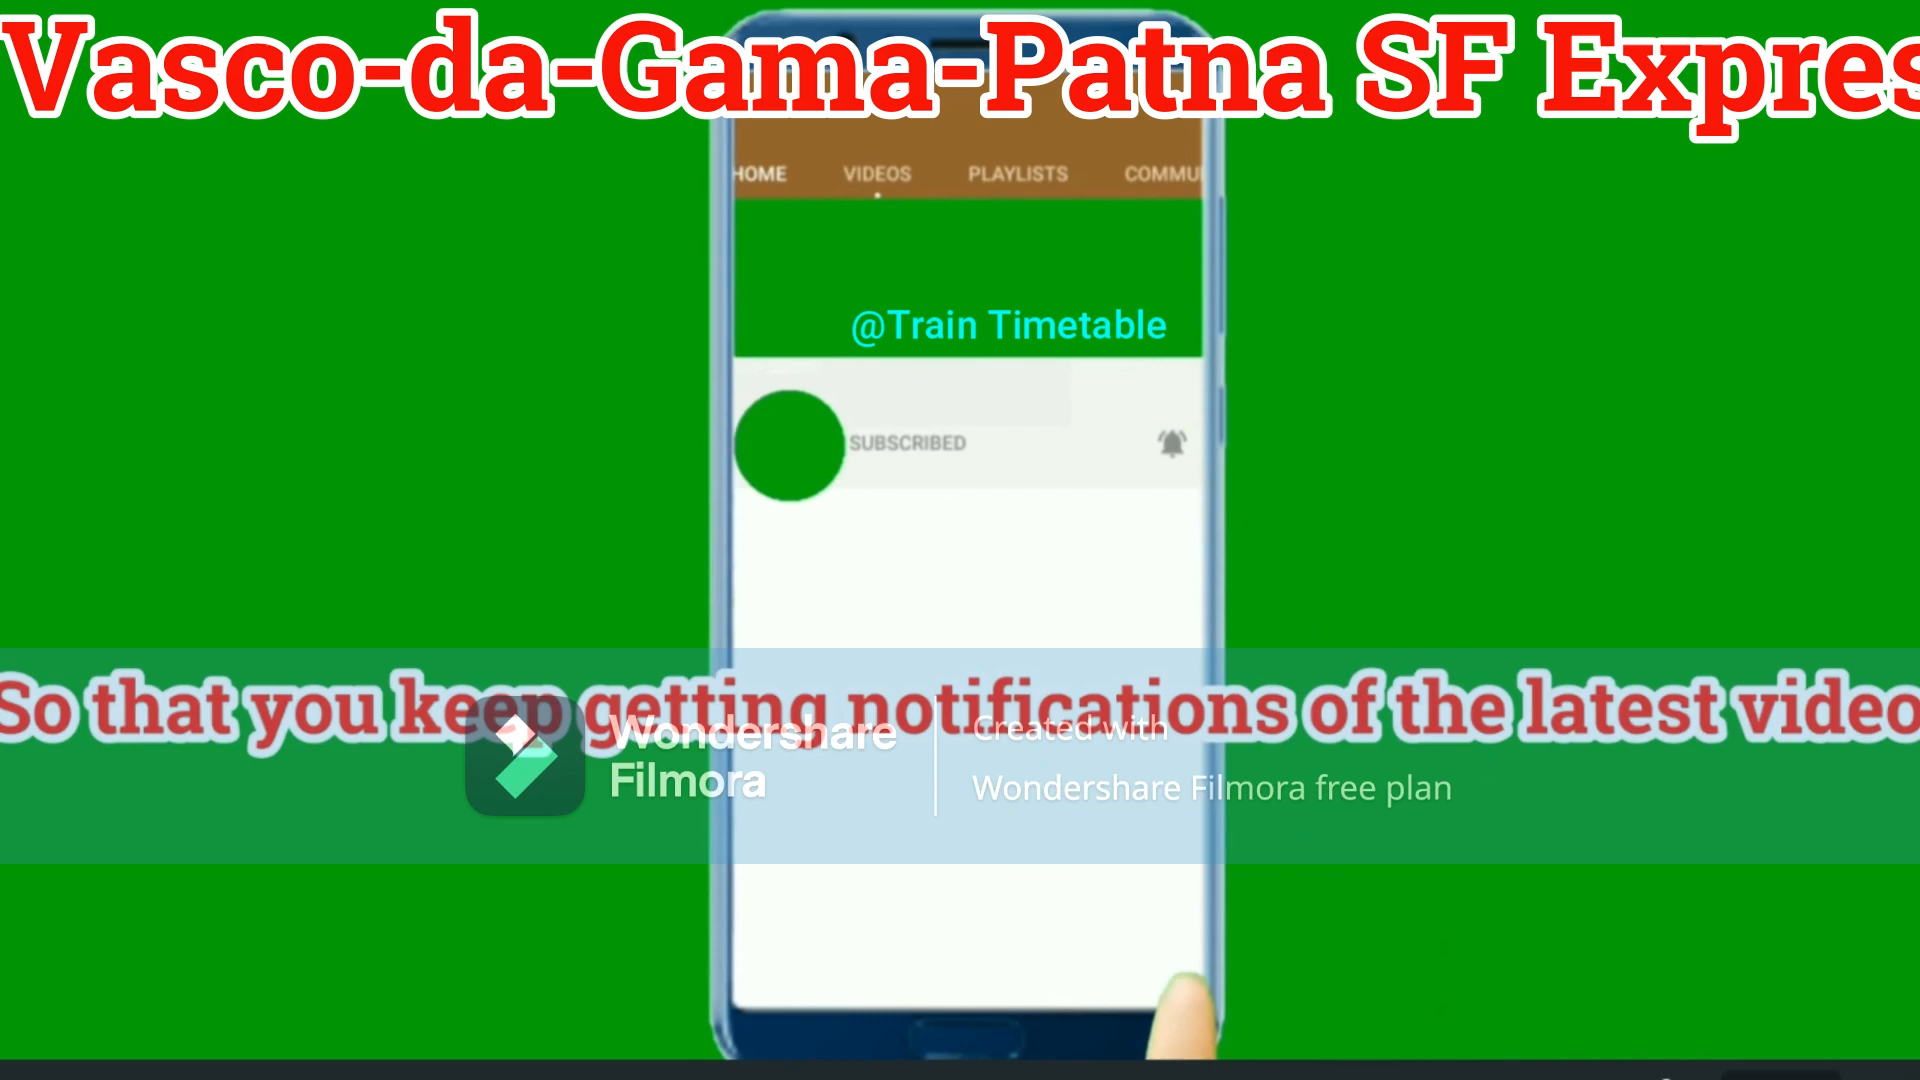 Vasco-da-Gama-Patna SF Expres
HOME VIDEOS PLAYLISTS COMMU
@Train Timetable
SUBSCRIBED
So that you keep getting notifications of the latest video
Wondershare
Filmora
Created with
Wondershare Filmora free plan